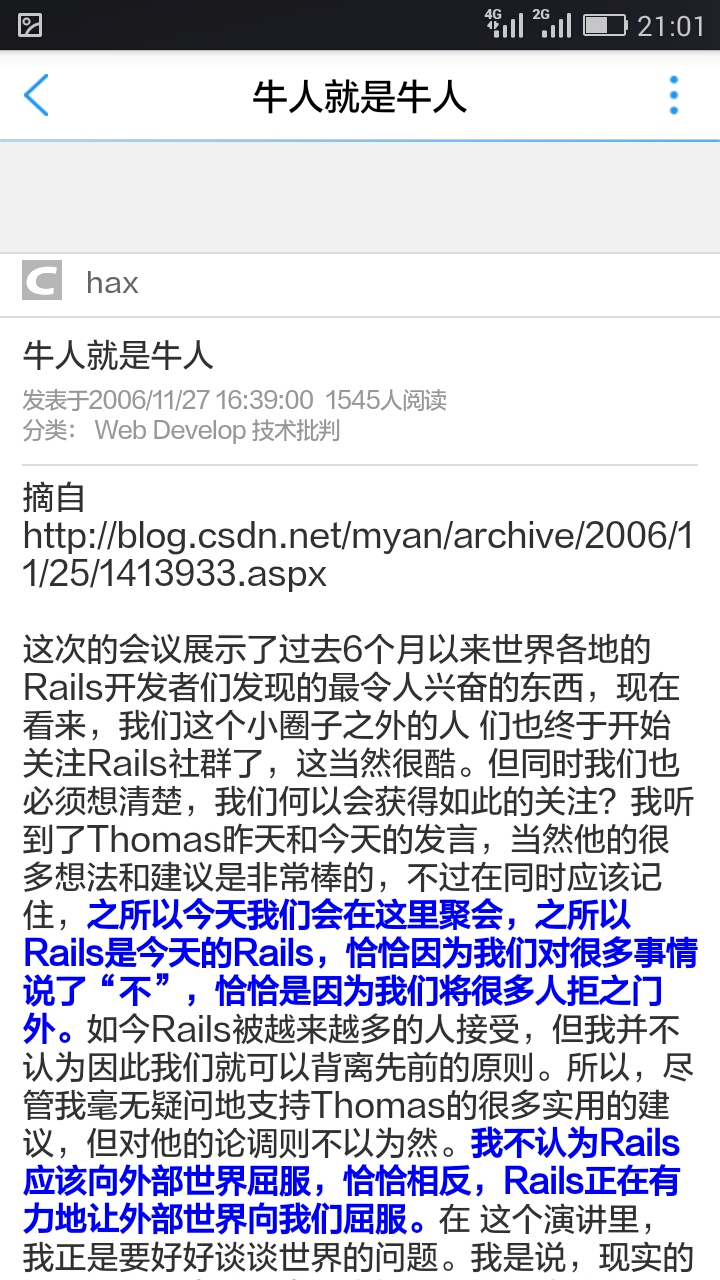 4G 2G 21:01
牛人就是牛人
hax
牛人就是牛人
发表于2006/11/27 16:39:00 1545人阅读
分类： Web Develop 技术批判
摘自
http://blog.csdn.net/myan/archive/2006/1
1/25/1413933.aspx
这次的会议展示了过去6个月以来世界各地的
Rails开发者们发现的最令人兴奋的东西，现在
看来，我们这个小圈子之外的人 们也终于开始
关注Rails社群了，这当然很酷。但同时我们也
必须想清楚，我们何以会获得如此的关注？我听
到了Thomas昨天和今天的发言，当然他的很
多想法和建议是非常棒的，不过在同时应该记
住，之所以今天我们会在这里聚会，之所以
Rails是今天的Rails，恰恰因为我们对很多事情
说了“不”，恰恰是因为我们将很多人拒之门
外。如今Rails被越来越多的人接受，但我并不
认为因此我们就可以背离先前的原则。所以，尽
管我毫无疑问地支持Thomas的很多实用的建
议，但对他的论调则不以为然。我不认为Rails
应该向外部世界屈服，恰恰相反，Rails正在有
力地让外部世界向我们屈服。在 这个演讲里，
我正是要好好谈谈世界的问题。我是说，现实的